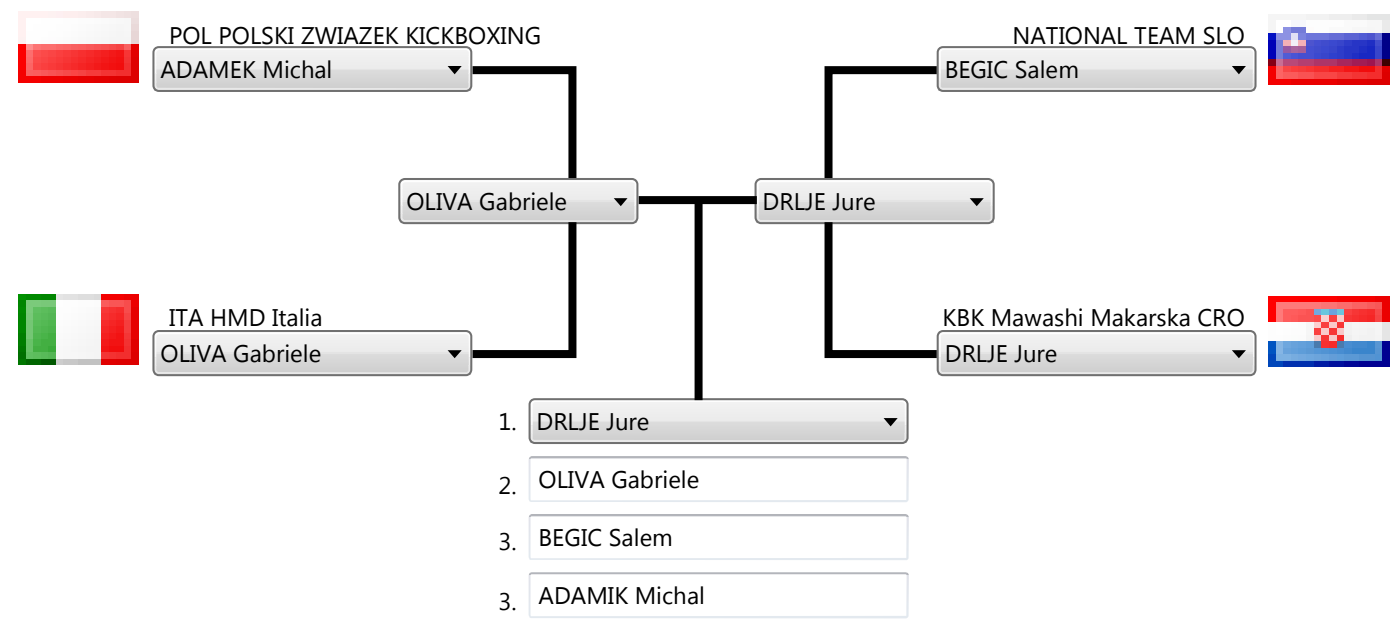 POL POLSKI ZWIAZEK KICKBOXING
ADAMEK Michal
NATIONAL TEAM SLO
BEGIC Salem
OLIVA Gabriele
DRLJE Jure
ITA HMD Italia
OLIVA Gabriele
KBK Mawashi Makarska CRO
DRLJE Jure
1. DRLJE Jure
2. OLIVA Gabriele
3. BEGIC Salem
3. ADAMIK Michal